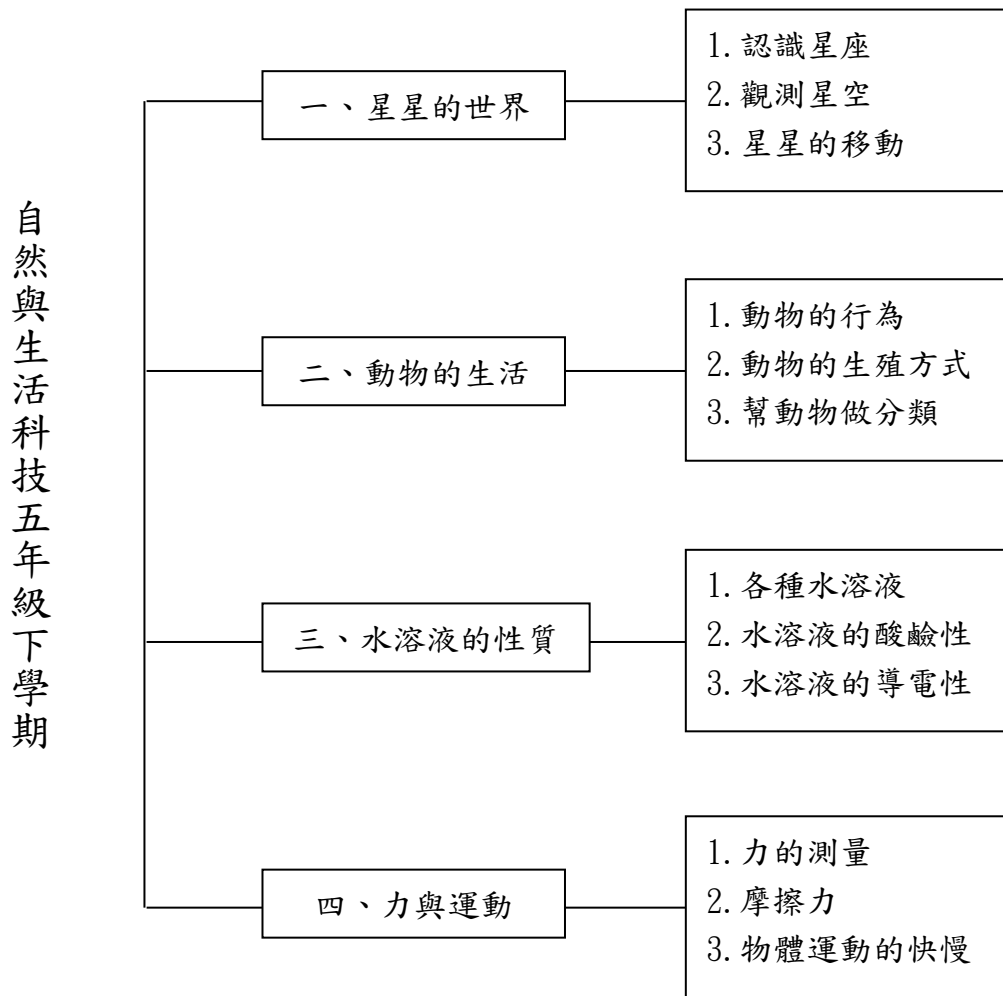 自然與生活科技五年級下學期
一、星星的世界
1.認識星座
2.觀測星空
3.星星的移動
二、動物的生活
1.動物的行為
2.動物的生殖方式
3.幫動物做分類
三、水溶液的性質
1.各種水溶液
2.水溶液的酸鹼性
3.水溶液的導電性
四、力與運動
1.力的測量
2.摩擦力
3.物體運動的快慢